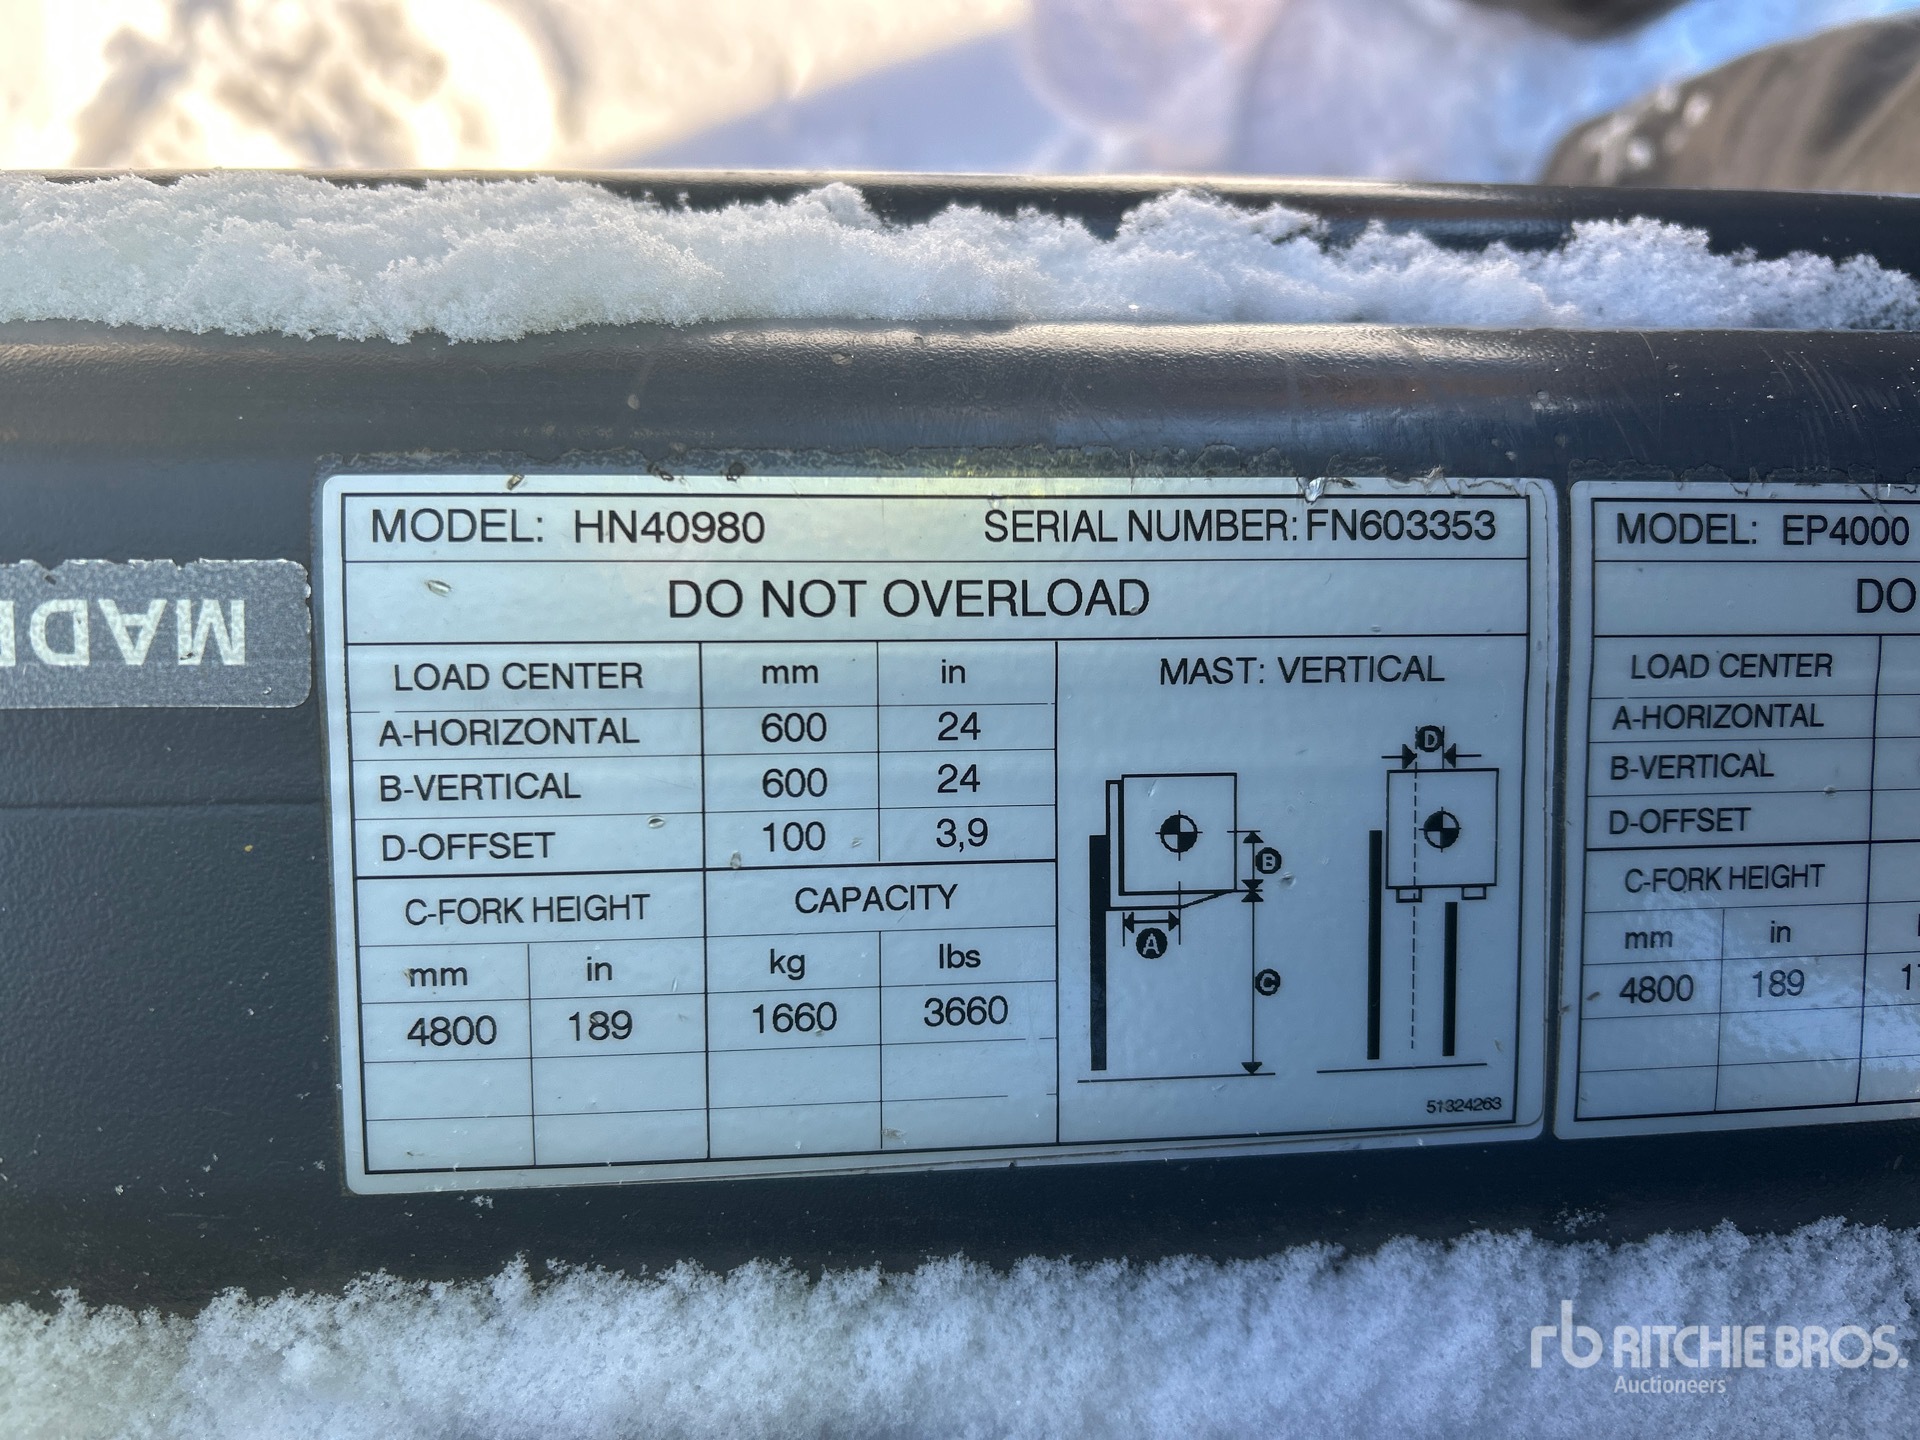 MADE
MODEL: HN40980 SERIAL NUMBER: FN603353
DO NOT OVERLOAD
LOAD CENTER mm in
A-HORIZONTAL 600 24
B-VERTICAL 600 24
D-OFFSET 100 3,9
C-FORK HEIGHT CAPACITY
mm in kg lbs
4800 189 1660 3660
MAST: VERTICAL
D
B
A
C
51324263
MODEL: EP4000
DO
LOAD CENTER
A-HORIZONTAL
B-VERTICAL
D-OFFSET
C-FORK HEIGHT
mm in
4800 189
rb RITCHIE BROS.
Auctioneers